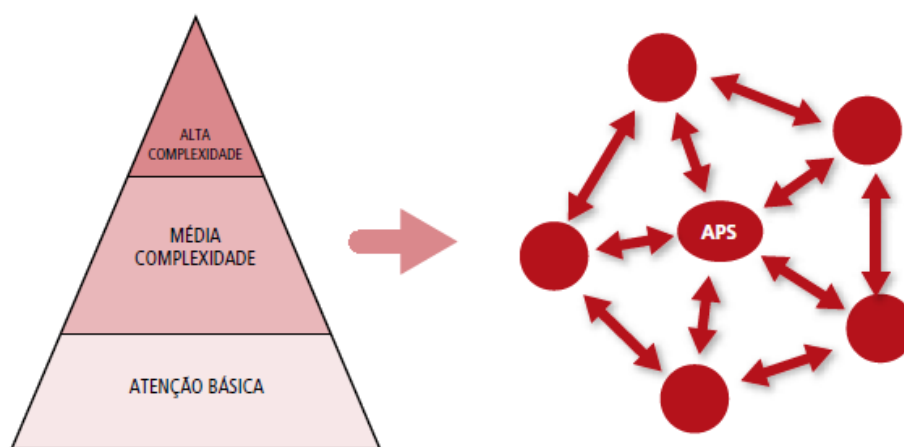 ALTA
COMPLEXIDADE
MÉDIA
COMPLEXIDADE
ATENÇÃO BÁSICA
APS